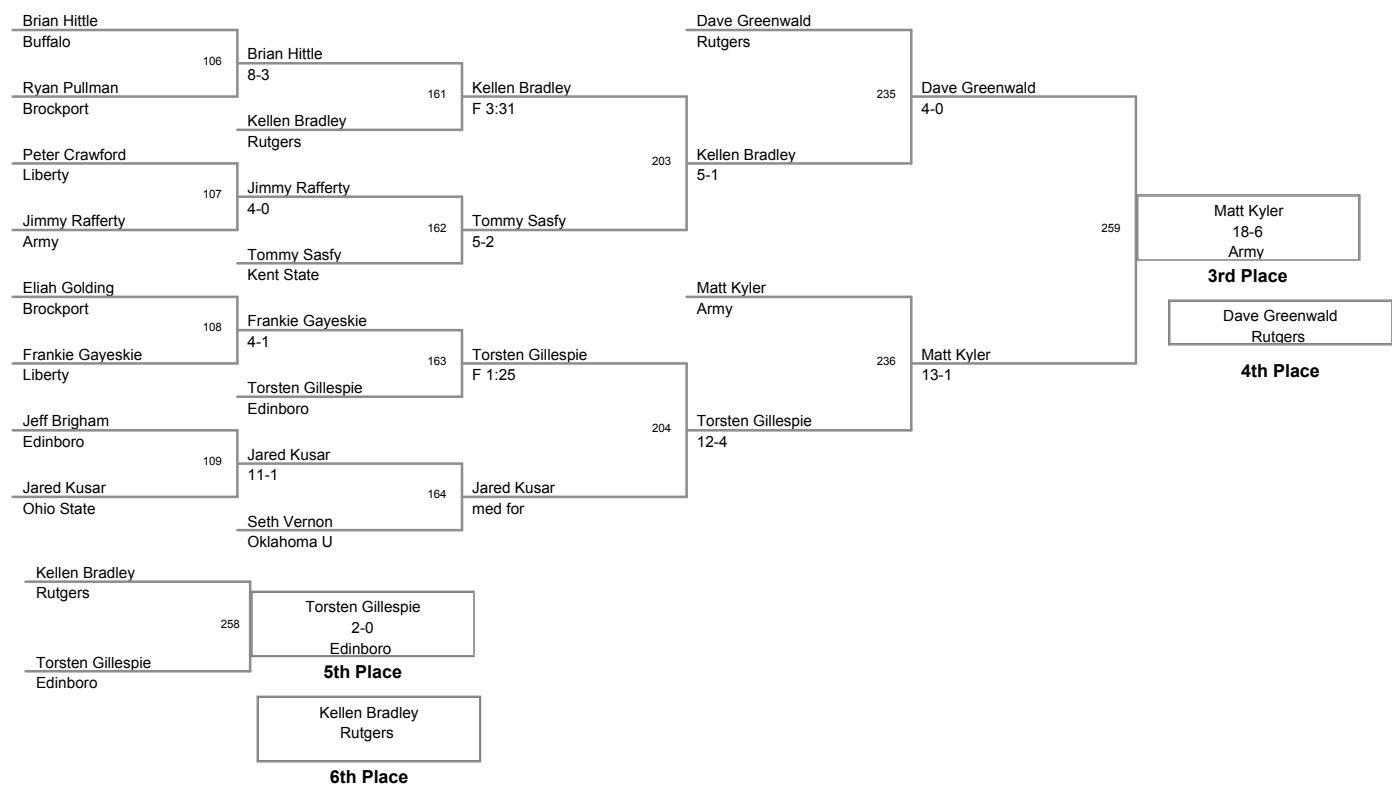 Brian Hittle
Buffalo
106
Ryan Pullman
Brockport
Peter Crawford
Liberty
107
Jimmy Rafferty
Army
Eliah Golding
Brockport
108
Frankie Gayeskie
Liberty
Jeff Brigham
Edinboro
109
Jared Kusar
Ohio State
Brian Hittle
8-3
161
Kellen Bradley
Rutgers
Jimmy Rafferty
4-0
162
Tommy Sasfy
Kent State
Frankie Gayeskie
4-1
163
Torsten Gillespie
Edinboro
Jared Kusar
11-1
164
Seth Vernon
Oklahoma U
Kellen Bradley
F 3:31
203
Tommy Sasfy
5-2
Torsten Gillespie
F 1:25
204
Jared Kusar
med for
Dave Greenwald
Rutgers
235
Kellen Bradley
5-1
Matt Kyler
Army
236
Torsten Gillespie
12-4
Dave Greenwald
4-0
259
Matt Kyler
13-1
Matt Kyler
18-6
Army
3rd Place
Dave Greenwald
Rutgers
4th Place
Kellen Bradley
Rutgers
258
Torsten Gillespie
Edinboro
Torsten Gillespie
2-0
Edinboro
5th Place
Kellen Bradley
Rutgers
6th Place